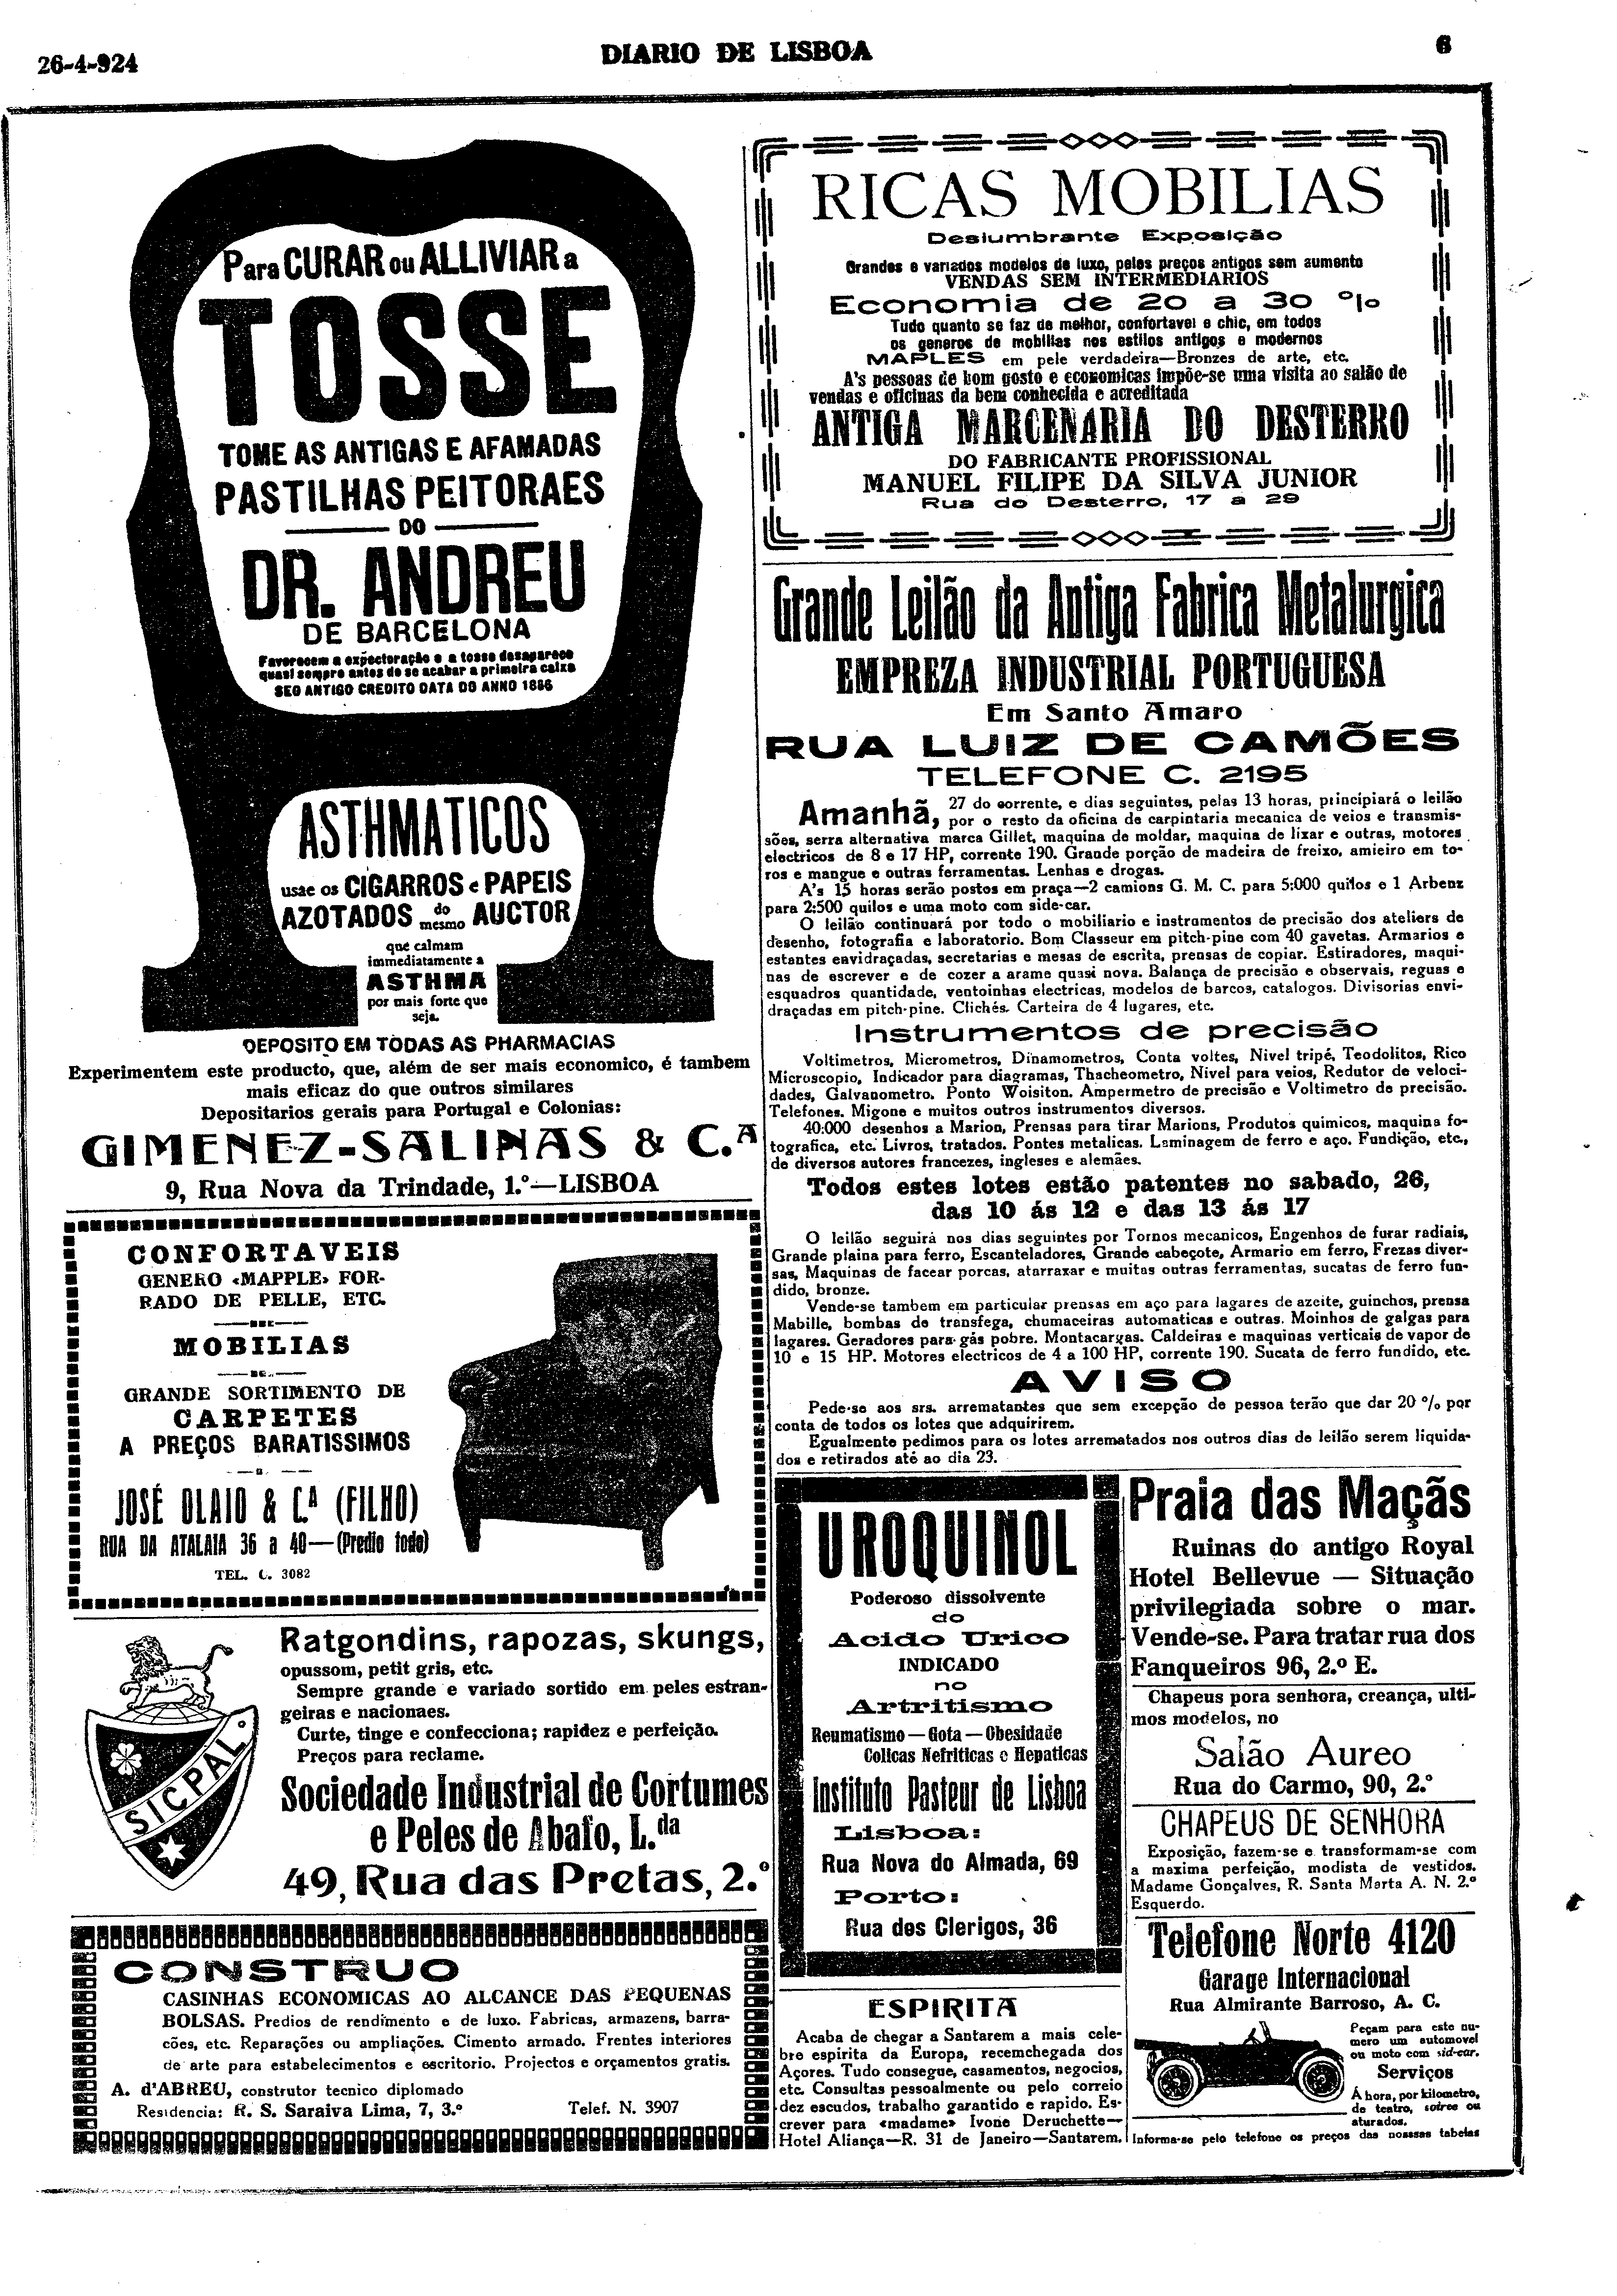 26-4-924
DIARIO DE LISBOA
6
Para CURAR ou ALLIVIAR a
TOSSE
TOME AS ANTIGAS E AFAMADAS
PASTILHAS PEITORAES
DO
DR. ANDREU
DE BARCELONA
Favorecem a expectoração e a tosse desaparece
quasi sempre antes de se acabar a primeira caixa
SEO ANTIGO CREDITO DATA DO ANNO 1866
ASTHMATICOS
usae os CIGARROS e PAPEIS
AZOTADOS do mesmo AUCTOR
que calmam
immediatamente a
ASTHMA
por mais forte que
seja.
DEPOSITO EM TODAS AS PHARMACIAS
Experimentem este producto, que, além de ser mais economico, é tambem
mais eficaz do que outros similares
Depositarios gerais para Portugal e Colonias:
GIMENEZ-SALINAS & C.ª
9, Rua Nova da Trindade, 1.º—LISBOA
CONFORTAVEIS
GENERO «MAPPLE» FOR-
RADO DE PELLE, ETC.
MOBILIAS
GRANDE SORTIMENTO DE
CARPETES
A PREÇOS BARATISSIMOS
JOSÉ OLAIO & C.ª (FILHO)
RUA DA ATALAIA 36 a 40—(Predio todo)
TEL. C. 3082
Ratgondins, rapozas, skungs,
opussom, petit gris, etc.
Sempre grande e variado sortido em peles estran-
geiras e nacionaes.
Curte, tinge e confecciona; rapidez e perfeição.
Preços para reclame.
SICPAL
Sociedade Industrial de Cortumes
e Peles de Abafo, L.da
49, Rua das Pretas, 2.º
CONSTRUO
CASINHAS ECONOMICAS AO ALCANCE DAS PEQUENAS
BOLSAS. Predios de rendimento e de luxo. Fabricas, armazens, barra-
cões, etc. Reparações ou ampliações. Cimento armado. Frentes interiores
de arte para estabelecimentos e escritorio. Projectos e orçamentos gratis.
A. d'ABREU, construtor tecnico diplomado
Residencia: R. S. Saraiva Lima, 7, 3.º Telef. N. 3907
RICAS MOBILIAS
Deslumbrante Exposição
Grandes e variados modelos de luxo, pelos preços antigos sem aumento
VENDAS SEM INTERMEDIARIOS
Economia de 20 a 30 %
Tudo quanto se faz de melhor, confortavel e chic, em todos
os generos de mobilias nos estilos antigos e modernos
MAPLES em pele verdadeira—Bronzes de arte, etc.
A's pessoas de bom gosto e economicas impõe-se uma visita ao salão de
vendas e oficinas da bem conhecida e acreditada
ANTIGA MARCENARIA DO DESTERRO
DO FABRICANTE PROFISSIONAL
MANUEL FILIPE DA SILVA JUNIOR
Rua do Desterro, 17 a 29
Grande Leilão da Antiga Fabrica Metalurgica
EMPREZA INDUSTRIAL PORTUGUESA
Em Santo Amaro
RUA LUIZ DE CAMÕES
TELEFONE C. 2195
Amanhã, 27 do corrente, e dias seguintes, pelas 13 horas, principiará o leilão
por o resto da oficina de carpintaria mecanica de veios e transmis-
sões, serra alternativa marca Gillet, maquina de moldar, maquina de lixar e outras, motores
electricos de 8 e 17 HP, corrente 190. Grande porção de madeira de freixo, amieiro em to-
ros e mangue e outras ferramentas. Lenhas e drogas.
A's 15 horas serão postos em praça—2 camions G. M. C. para 5:000 quilos e 1 Arbenz
para 2:500 quilos e uma moto com side-car.
O leilão continuará por todo o mobiliario e instrumentos de precisão dos ateliers de
desenho, fotografia e laboratorio. Bom Classeur em pitch-pine com 40 gavetas. Armarios e
estantes envidraçadas, secretarias e mesas de escrita, prensas de copiar. Estiradores, maqui-
nas de escrever e de cozer a arame quasi nova. Balança de precisão e observais, reguas e
esquadros quantidade, ventoinhas electricas, modelos de barcos, catalogos. Divisorias envi-
draçadas em pitch-pine. Clichés. Carteira de 4 lugares, etc.
Instrumentos de precisão
Voltimetros, Micrometros, Dinamometros, Conta voltes, Nivel tripé, Teodolitos, Rico
Microscopio, Indicador para diagramas, Thacheometro, Nivel para veios, Redutor de veloci-
dades, Galvanometro. Ponto Woisiton. Ampermetro de precisão e Voltimetro de precisão.
Telefones. Migone e muitos outros instrumentos diversos.
40:000 desenhos a Marion, Prensas para tirar Marions, Produtos quimicos, maquina fo-
tografica, etc. Livros, tratados. Pontes metalicas. Laminagem de ferro e aço. Fundição, etc.,
de diversos autores francezes, ingleses e alemães.
Todos estes lotes estão patentes no sabado, 26,
das 10 ás 12 e das 13 ás 17
O leilão seguirá nos dias seguintes por Tornos mecanicos, Engenhos de furar radiais,
Grande plaina para ferro, Escanteladores, Grande cabeçote, Armario em ferro, Frezas diver-
sas, Maquinas de facear porcas, atarraxar e muitas outras ferramentas, sucatas de ferro fun-
dido, bronze.
Vende-se tambem em particular prensas em aço para lagares de azeite, guinchos, prensa
Mabille, bombas de transfega, chumaceiras automaticas e outras. Moinhos de galgas para
lagares. Geradores para gás pobre. Montacargas. Caldeiras e maquinas verticais de vapor de
10 e 15 HP. Motores electricos de 4 a 100 HP, corrente 190. Sucata de ferro fundido, etc.
AVISO
Pede-se aos srs. arrematantes que sem excepção de pessoa terão que dar 20 % por
conta de todos os lotes que adquirirem.
Egualmente pedimos para os lotes arrematados nos outros dias de leilão serem liquida-
dos e retirados até ao dia 23.
UROQUINOL
Poderoso dissolvente
do
Acido Urico
INDICADO
no
Artritismo
Reumatismo—Gota—Obesidade
Colicas Nefriticas e Hepaticas
Instituto Pasteur de Lisboa
Lisboa:
Rua Nova do Almada, 69
Porto:
Rua dos Clerigos, 36
ESPIRITA
Acaba de chegar a Santarem a mais cele-
bre espirita da Europa, recemchegada dos
Açores. Tudo consegue, casamentos, negocios,
etc. Consultas pessoalmente ou pelo correio
dez escudos, trabalho garantido e rapido. Es-
crever para «madame» Ivone Deruchette—
Hotel Aliança—R. 31 de Janeiro—Santarem.
Praia das Maçãs
Ruinas do antigo Royal
Hotel Bellevue — Situação
privilegiada sobre o mar.
Vende-se. Para tratar rua dos
Fanqueiros 96, 2.º E.
Chapeus pora senhora, creança, ulti-
mos modelos, no
Salão Aureo
Rua do Carmo, 90, 2.º
CHAPEUS DE SENHORA
Exposição, fazem-se e transformam-se com
a maxima perfeição, modista de vestidos.
Madame Gonçalves, R. Santa Marta A. N. 2.º
Esquerdo.
Telefone Norte 4120
Garage Internacional
Rua Almirante Barroso, A. C.
Peçam para este nu-
mero um automovel
ou moto com sid-car.
Serviços
Á hora, por kilometro,
de teatro, soirée ou
aturados.
Informa-se pelo telefone os preços das nossas tabelas